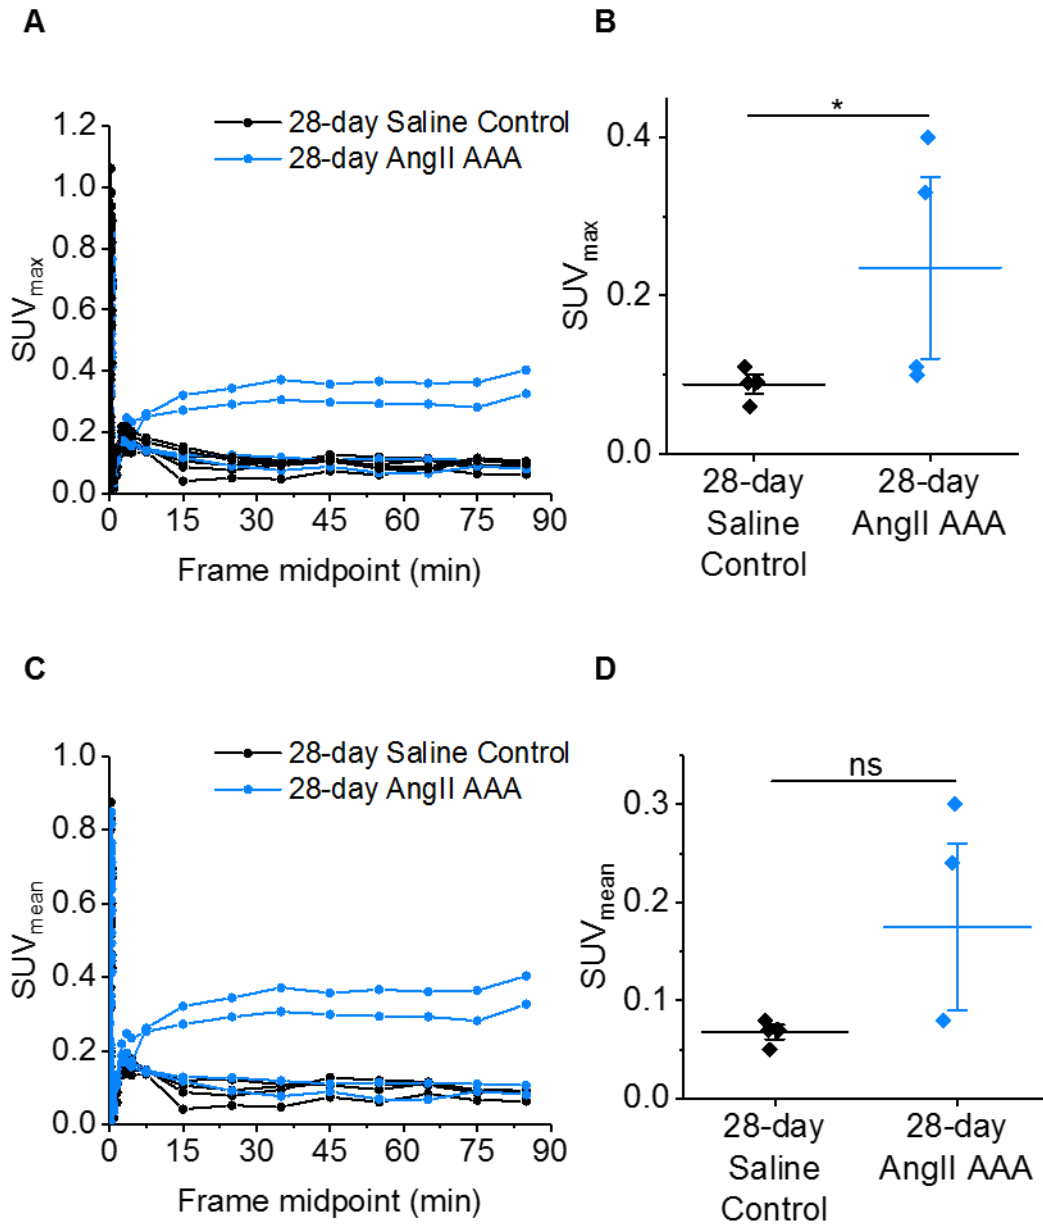 A
28-day Saline Control
28-day AngII AAA
1.2
1.0
0.8
0.6
0.4
0.2
0.0
SUVmax
0
15
30
45
60
75
90
Frame midpoint (min)
B
*
0.4
0.2
0.0
SUVmax
28-day
Saline
Control
28-day
AngII AAA
C
28-day Saline Control
28-day AngII AAA
1.0
0.8
0.6
0.4
0.2
0.0
SUVmean
0
15
30
45
60
75
90
Frame midpoint (min)
D
ns
0.3
0.2
0.1
0.0
SUVmean
28-day
Saline
Control
28-day
AngII AAA